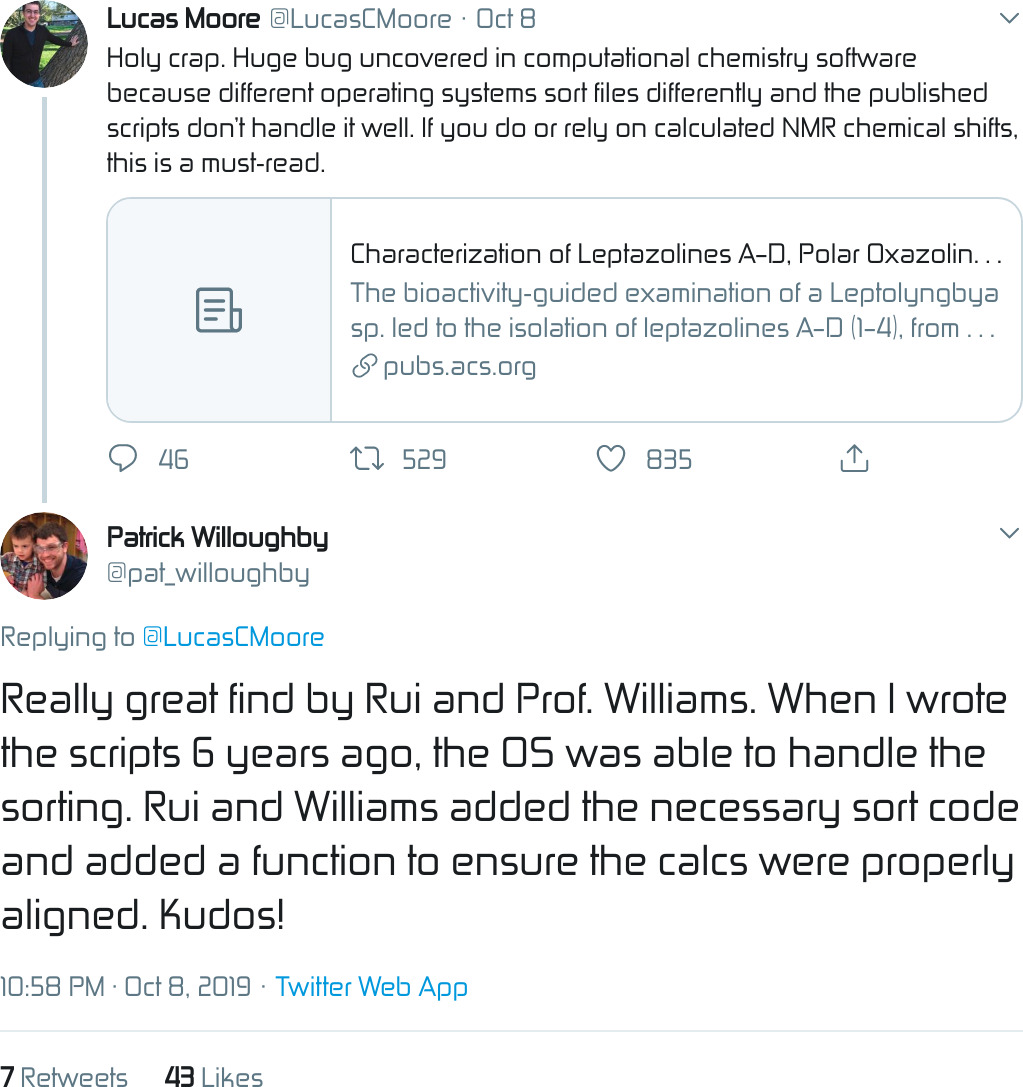 Lucas Moore @LucasCMoore · Oct 8
Holy crap. Huge bug uncovered in computational chemistry software
because different operating systems sort files differently and the published
scripts don't handle it well. If you do or rely on calculated NMR chemical shifts,
this is a must-read.
Characterization of Leptazolines A–D, Polar Oxazolin. . .
The bioactivity-guided examination of a Leptolyngbya
sp. led to the isolation of leptazolines A–D (1–4), from . . .
pubs.acs.org
46 529 835
Patrick Willoughby
@pat_willoughby
Replying to @LucasCMoore
Really great find by Rui and Prof. Williams. When I wrote
the scripts 6 years ago, the OS was able to handle the
sorting. Rui and Williams added the necessary sort code
and added a function to ensure the calcs were properly
aligned. Kudos!
10:58 PM · Oct 8, 2019 · Twitter Web App
7 Retweets 43 Likes